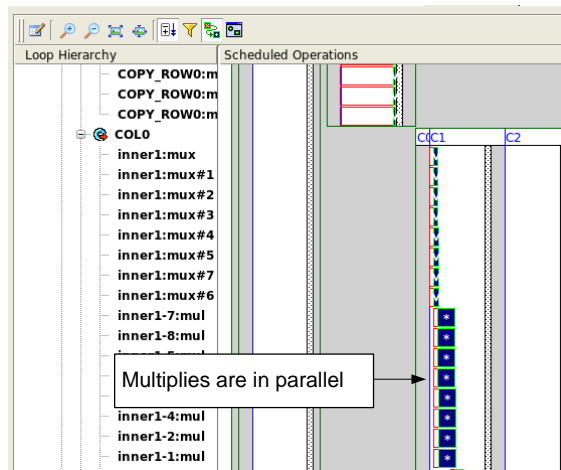 Loop Hierarchy
Scheduled Operations
COPY_ROW0:m
COPY_ROW0:m
COPY_ROW0:m
COL0
C1
C2
inner1:mux
inner1:mux#1
inner1:mux#2
inner1:mux#3
inner1:mux#4
inner1:mux#5
inner1:mux#7
inner1:mux#6
inner1-7:mul
*
inner1-8:mul
*
*
Multiplies are in parallel
*
*
inner1-4:mul
*
inner1-2:mul
*
inner1-1:mul
*